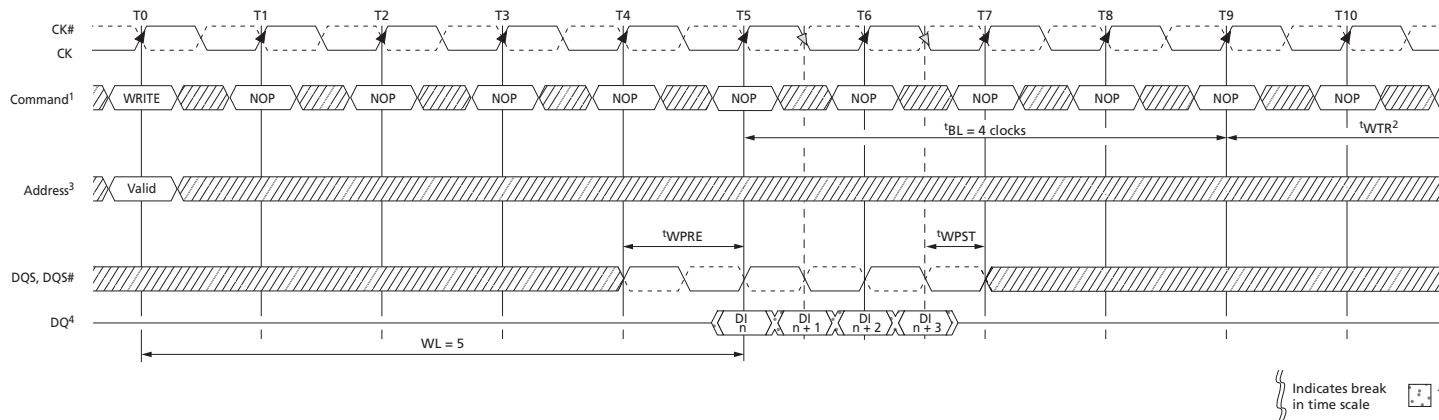 T0 T1 T2 T3 T4 T5 T6 T7 T8 T9 T10
CK#
CK
Command¹ WRITE NOP NOP NOP NOP NOP NOP NOP NOP NOP NOP
ᵗBL = 4 clocks ᵗWTR²
Address³ Valid
ᵗWPRE ᵗWPST
DQS, DQS#
DQ⁴ DI n DI n + 1 DI n + 2 DI n + 3
WL = 5
Indicates break
in time scale